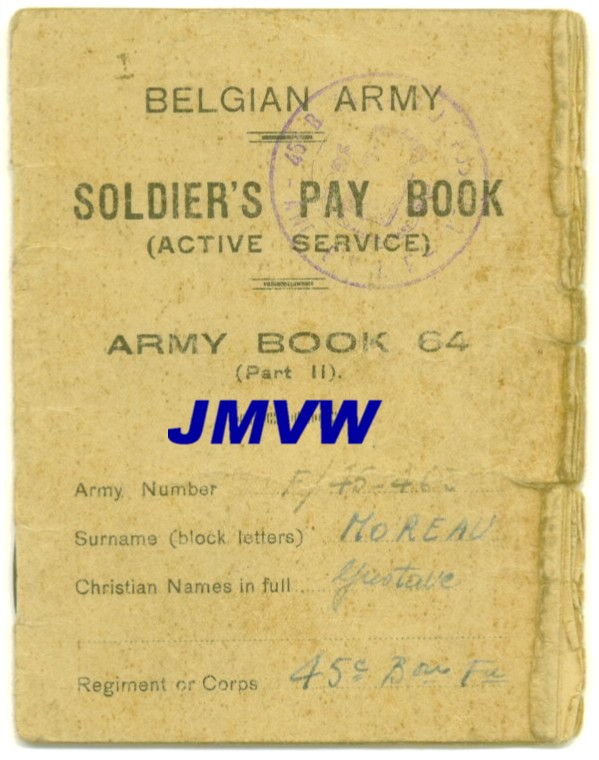 BELGIAN ARMY
SOLDIER'S PAY BOOK
(ACTIVE SERVICE)
ARMY BOOK 64
(Part II).
JMVW
Army Number
Surname (block letters) MOREAU
Christian Names in full Gustave
Regiment or Corps 45e Bon Fu